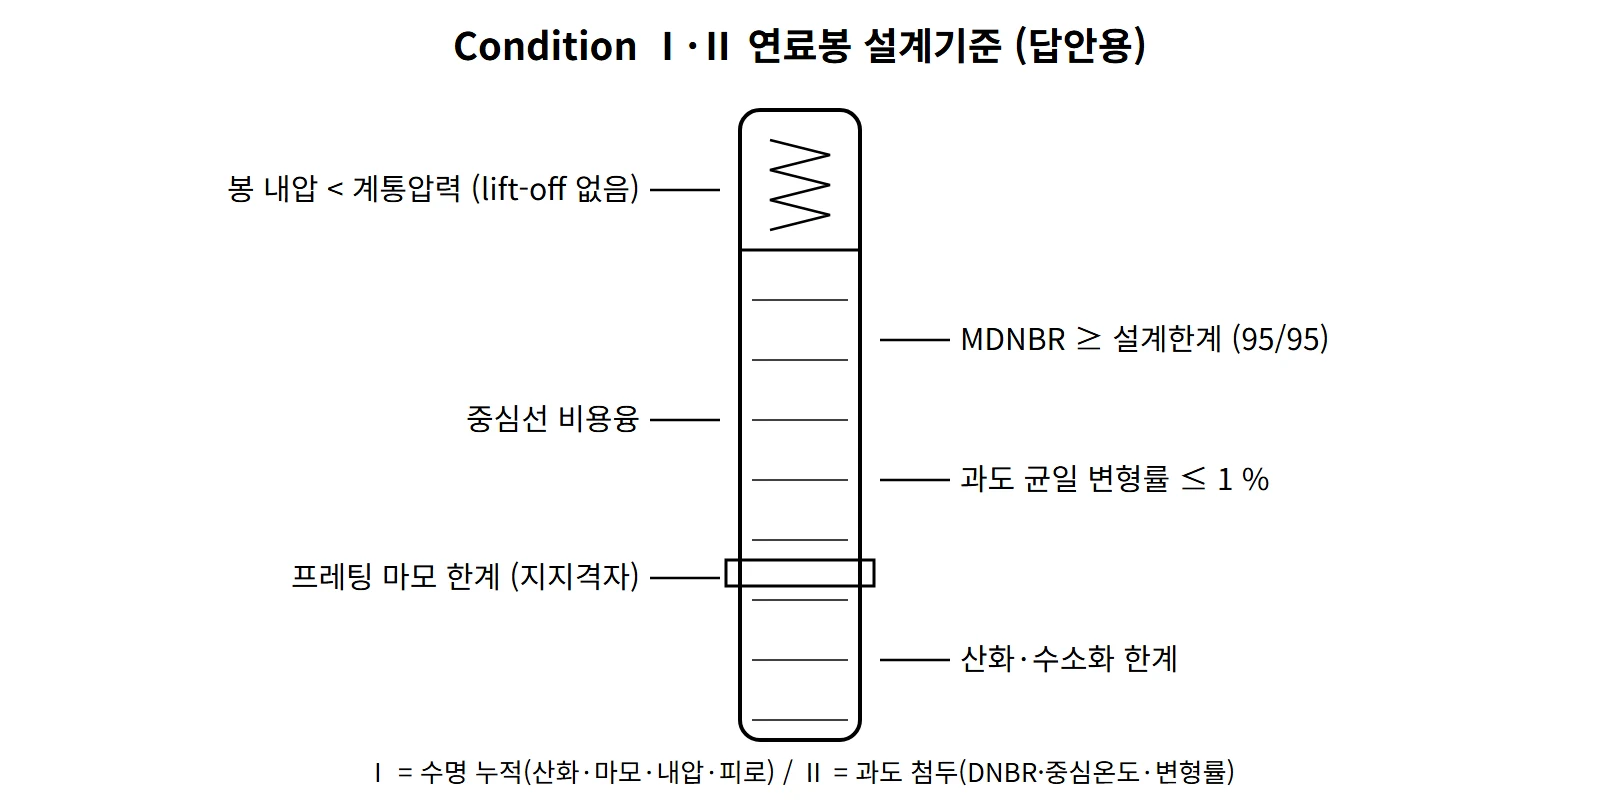 Condition Ⅰ·Ⅱ 연료봉 설계기준 (답안용)
봉 내압 < 계통압력 (lift-off 없음)
MDNBR ≥ 설계한계 (95/95)
중심선 비용융
과도 균일 변형률 ≤ 1 %
프레팅 마모 한계 (지지격자)
산화·수소화 한계
Ⅰ = 수명 누적(산화·마모·내압·피로) / Ⅱ = 과도 첨두(DNBR·중심온도·변형률)